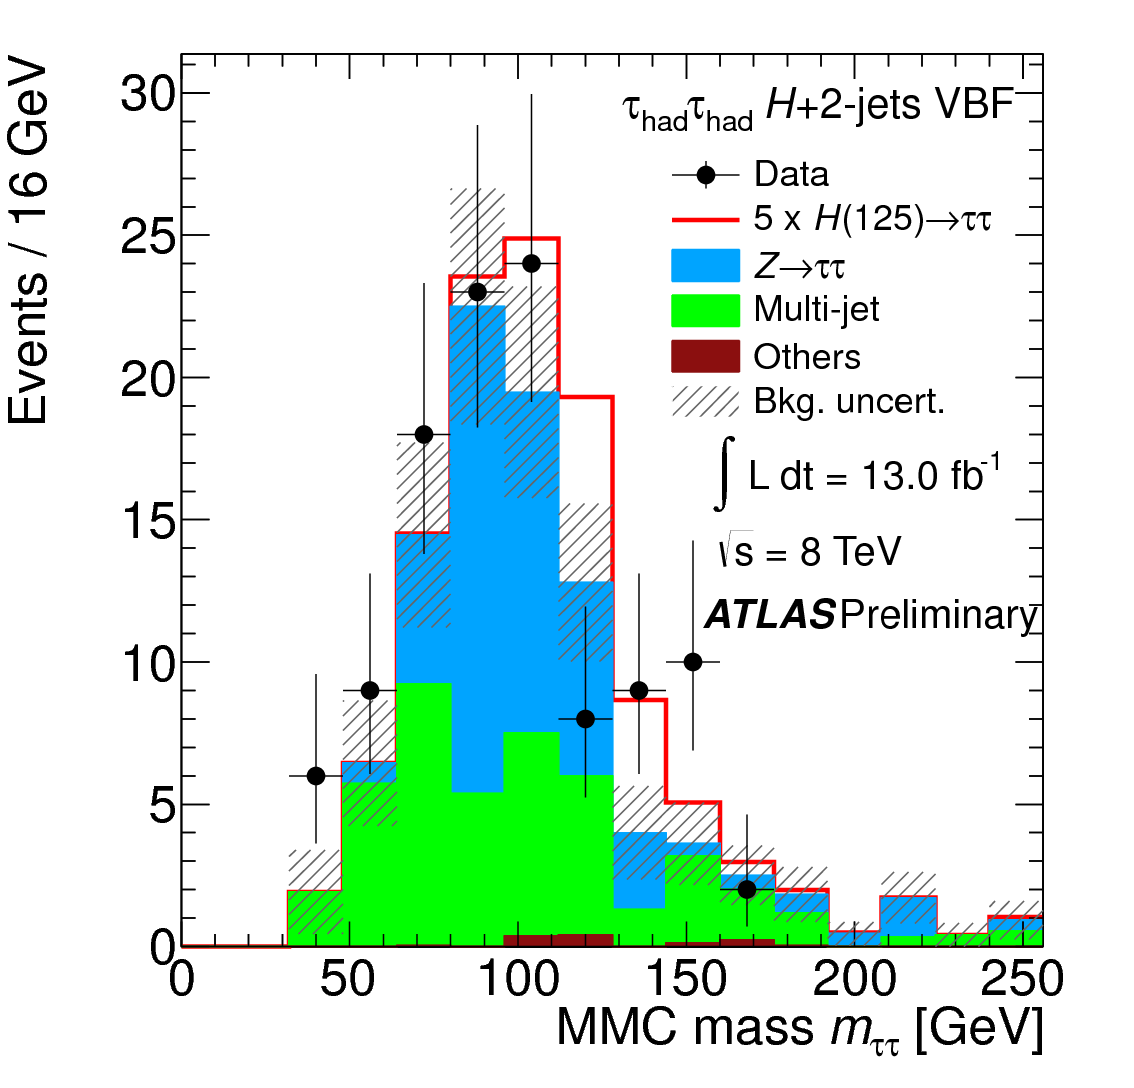 Events / 16 GeV
30
25
20
15
10
5
0
τhadτhad H+2-jets VBF
Data
5 x H(125)→ττ
Z→ττ
Multi-jet
Others
Bkg. uncert.
∫ L dt = 13.0 fb⁻¹
√s = 8 TeV
ATLAS Preliminary
0 50 100 150 200 250
MMC mass mττ [GeV]